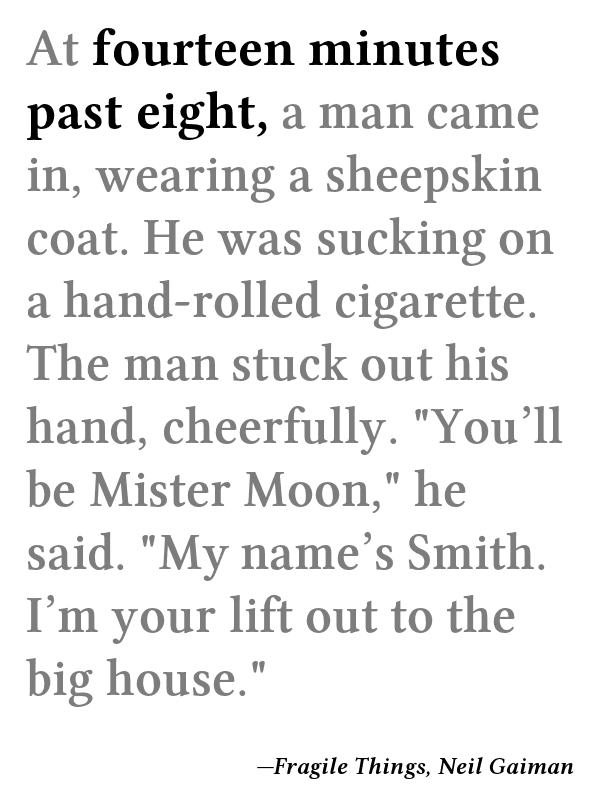 At fourteen minutes
past eight, a man came
in, wearing a sheepskin
coat. He was sucking on
a hand-rolled cigarette.
The man stuck out his
hand, cheerfully. "You’ll
be Mister Moon," he
said. "My name’s Smith.
I’m your lift out to the
big house."
—Fragile Things, Neil Gaiman